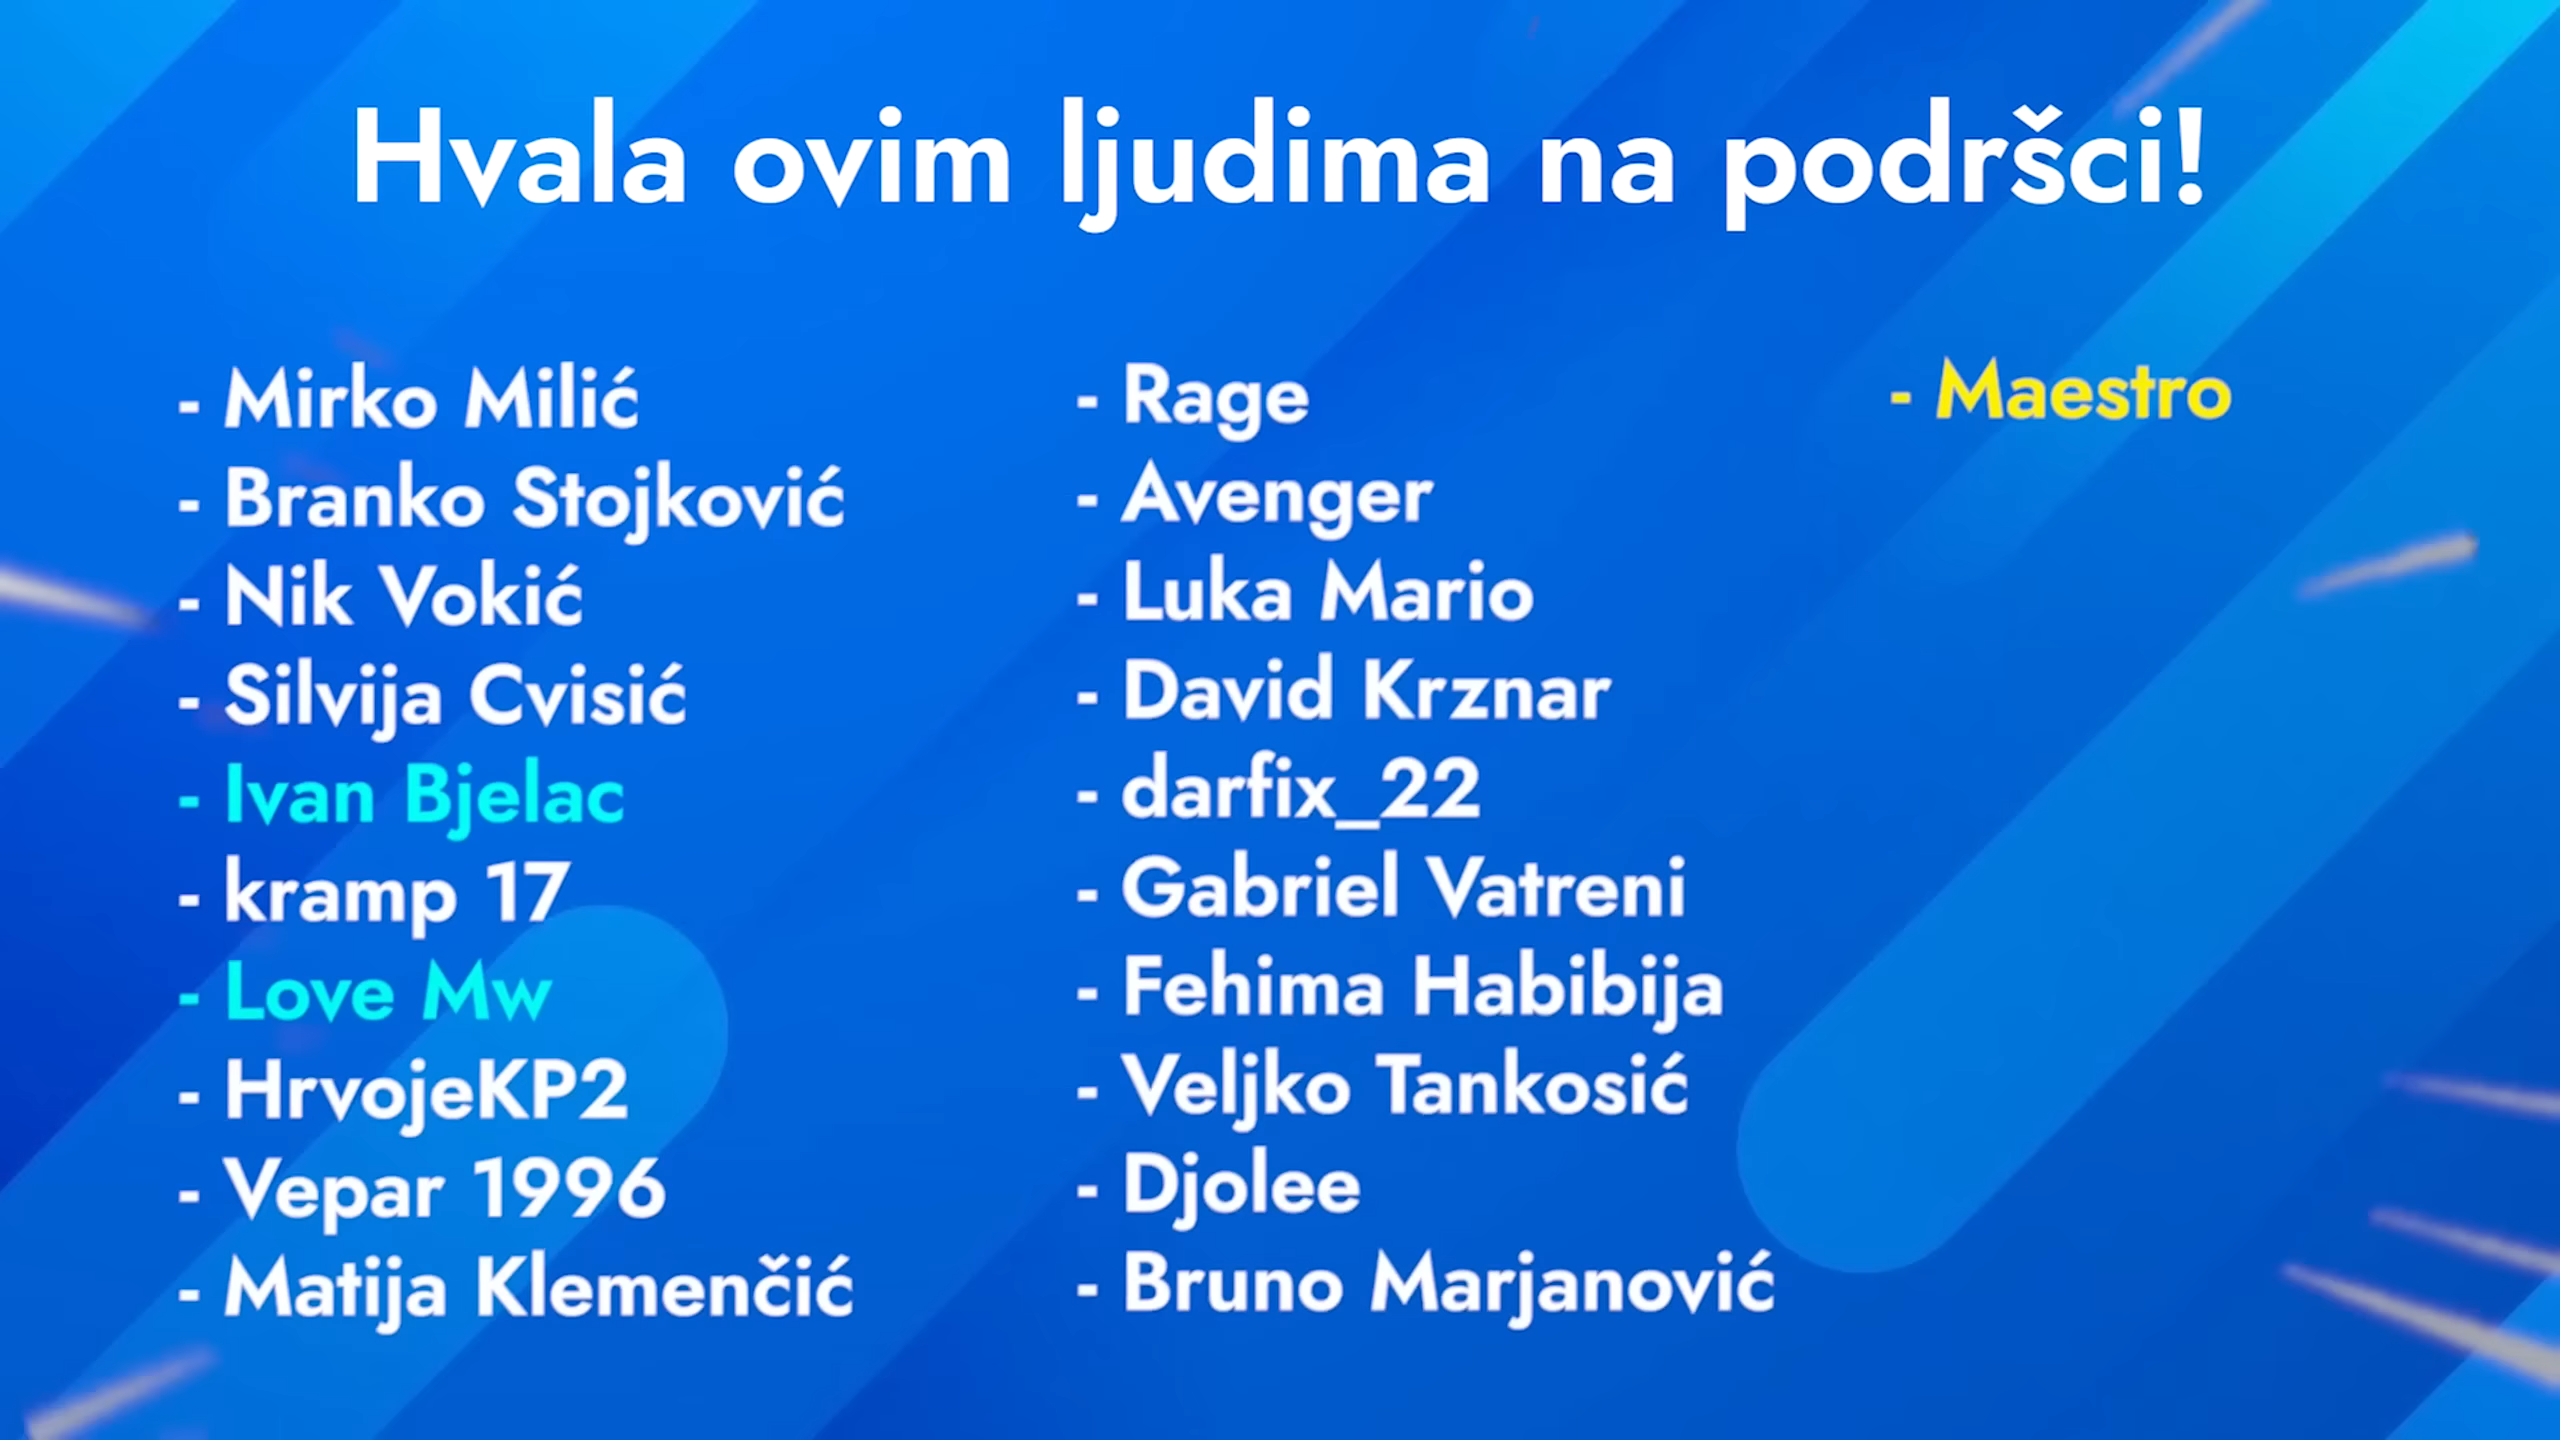 Hvala ovim ljudima na podršci!
- Mirko Milić
- Branko Stojković
- Nik Vokić
- Silvija Cvisić
- Ivan Bjelac
- kramp 17
- Love Mw
- HrvojeKP2
- Vepar 1996
- Matija Klemenčić
- Rage
- Avenger
- Luka Mario
- David Krznar
- darfix_22
- Gabriel Vatreni
- Fehima Habibija
- Veljko Tankosić
- Djolee
- Bruno Marjanović
- Maestro